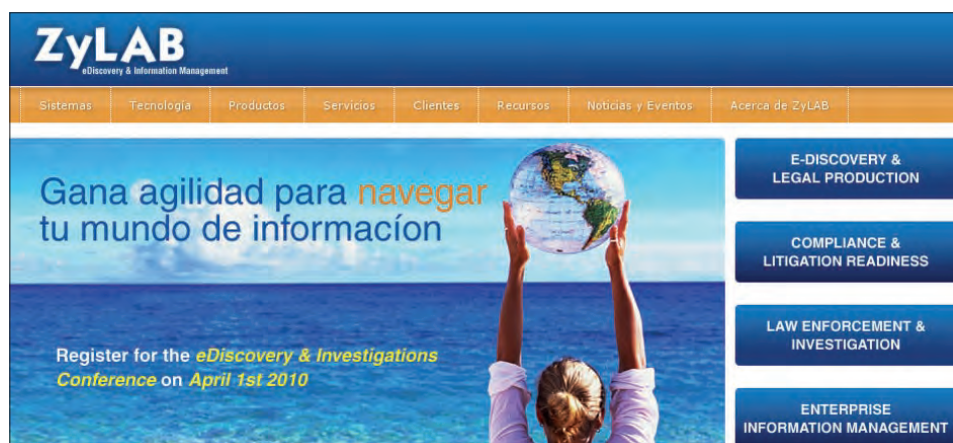 ZyLAB
eDiscovery & Information Management
Sistemas Tecnología Productos Servicios Clientes Recursos Noticias y Eventos Acerca de ZyLAB
Gana agilidad para navegar
tu mundo de informacíon
Register for the eDiscovery & Investigations
Conference on April 1st 2010
E-DISCOVERY &
LEGAL PRODUCTION
COMPLIANCE &
LITIGATION READINESS
LAW ENFORCEMENT &
INVESTIGATION
ENTERPRISE
INFORMATION MANAGEMENT